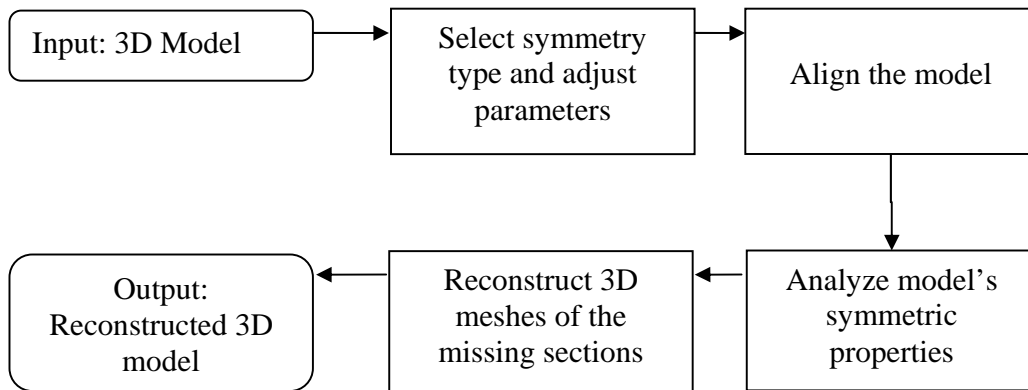 Input: 3D Model
Select symmetry
type and adjust
parameters
Align the model
Analyze model’s
symmetric
properties
Reconstruct 3D
meshes of the
missing sections
Output:
Reconstructed 3D
model